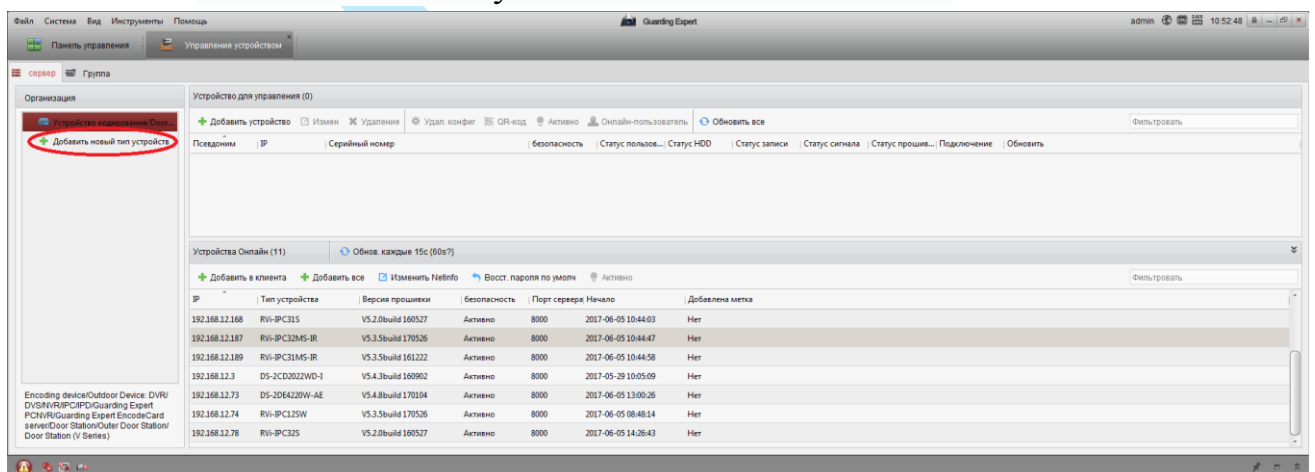 Файл Система Вид Инструменты Помощь Guarding Expert admin 10:52:48
Панель управления Управление устройством
сервер Группа
Организация
Устройство кодирования/Door...
Добавить новый тип устройств
Encoding device/Outdoor Device: DVR/
DVS/NVR/IPC/IPD/Guarding Expert
PCNVR/Guarding Expert EncodeCard
server/Door Station/Outer Door Station/
Door Station (V Series)
Устройство для управления (0)
Добавить устройство Измен Удаление Удал. конфиг QR-код Активно Онлайн-пользователь Обновить все Фильтровать
Псевдоним IP Серийный номер безопасность Статус пользов... Статус HDD Статус записи Статус сигнала Статус прошив... Подключение Обновить
Устройства Онлайн (11) Обнов. каждые 15с (60s?)
Добавить в клиента Добавить все Изменить Netinfo Восст. пароля по умолч Активно Фильтровать
IP Тип устройства Версия прошивки безопасность Порт сервера Начало Добавлена метка
192.168.12.168 RVi-IPC31S V5.2.0build 160527 Активно 8000 2017-06-05 10:44:03 Нет
192.168.12.187 RVi-IPC32MS-IR V5.3.5build 170526 Активно 8000 2017-06-05 10:44:47 Нет
192.168.12.189 RVi-IPC31MS-IR V5.3.5build 161222 Активно 8000 2017-06-05 10:44:58 Нет
192.168.12.3 DS-2CD2022WD-I V5.4.3build 160902 Активно 8000 2017-05-29 10:05:09 Нет
192.168.12.73 DS-2DE4220W-AE V5.4.8build 170104 Активно 8000 2017-06-05 13:00:26 Нет
192.168.12.74 RVi-IPC12SW V5.3.5build 170526 Активно 8000 2017-06-05 08:48:14 Нет
192.168.12.78 RVi-IPC32S V5.2.0build 160527 Активно 8000 2017-06-05 14:26:43 Нет